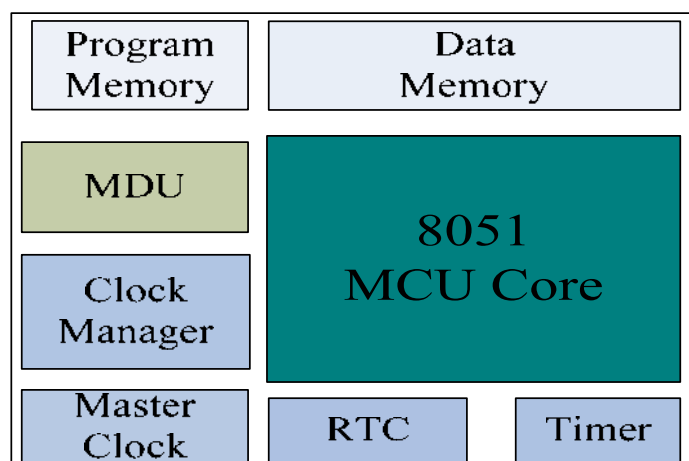 Program
Memory
Data
Memory
MDU
8051
MCU Core
Clock
Manager
Master
Clock
RTC
Timer